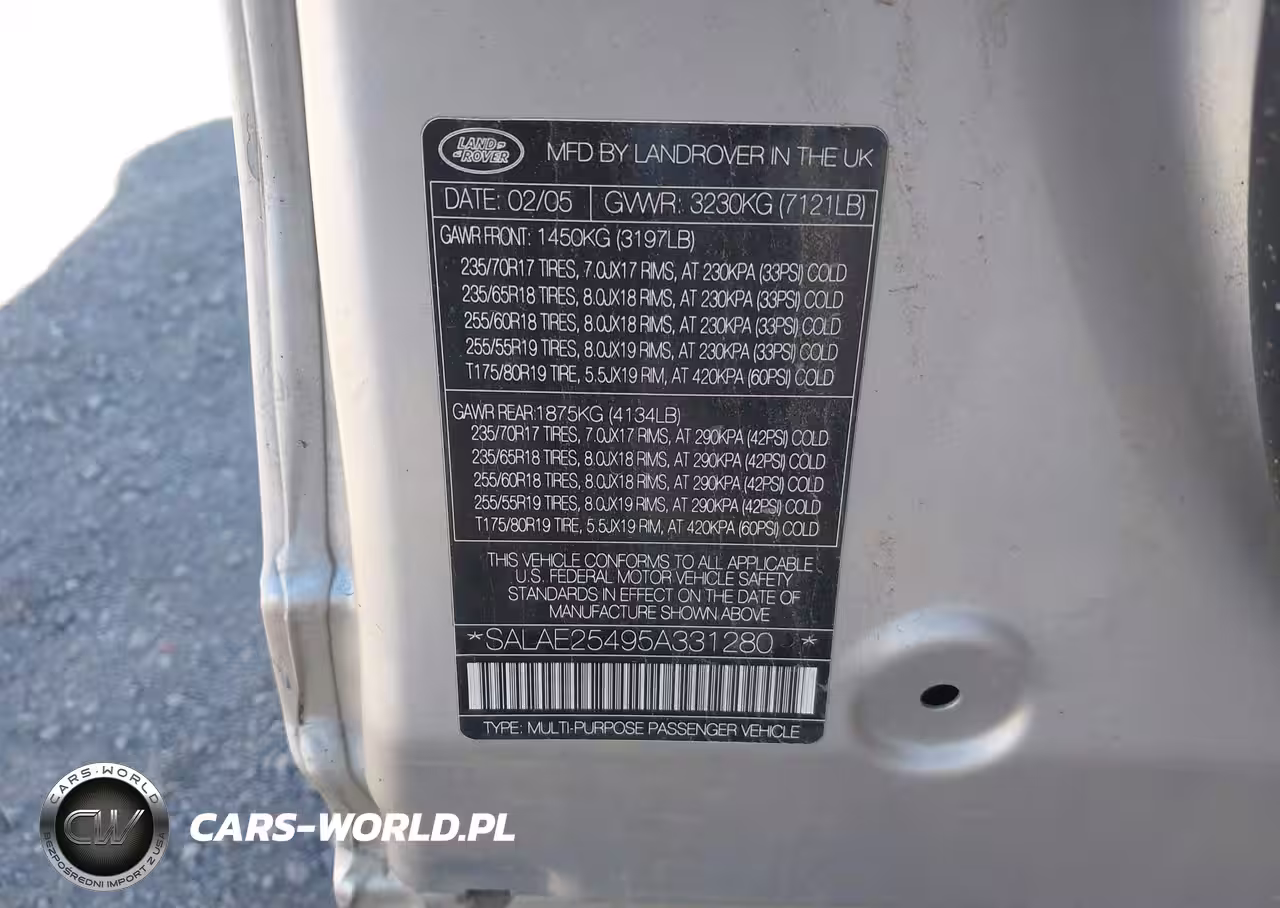 LAND ROVER
MFD BY LANDROVER IN THE UK
DATE: 02/05 GVWR: 3230KG (7121LB)
GAWR FRONT: 1450KG (3197LB)
235/70R17 TIRES, 7.0JX17 RIMS, AT 230KPA (33PSI) COLD
235/65R18 TIRES, 8.0JX18 RIMS, AT 230KPA (33PSI) COLD
255/60R18 TIRES, 8.0JX18 RIMS, AT 230KPA (33PSI) COLD
255/55R19 TIRES, 8.0JX19 RIMS, AT 230KPA (33PSI) COLD
T175/80R19 TIRE, 5.5JX19 RIM, AT 420KPA (60PSI) COLD
GAWR REAR:1875KG (4134LB)
235/70R17 TIRES, 7.0JX17 RIMS, AT 290KPA (42PSI) COLD
235/65R18 TIRES, 8.0JX18 RIMS, AT 290KPA (42PSI) COLD
255/60R18 TIRES, 8.0JX18 RIMS, AT 290KPA (42PSI) COLD
255/55R19 TIRES, 8.0JX19 RIMS, AT 290KPA (42PSI) COLD
T175/80R19 TIRE, 5.5JX19 RIM, AT 420KPA (60PSI) COLD
THIS VEHICLE CONFORMS TO ALL APPLICABLE
U.S. FEDERAL MOTOR VEHICLE SAFETY
STANDARDS IN EFFECT ON THE DATE OF
MANUFACTURE SHOWN ABOVE
*SALAE25495A331280 *
TYPE: MULTI-PURPOSE PASSENGER VEHICLE
CARS-WORLD
CW
BEZPOŚREDNI IMPORT Z USA
CARS-WORLD.PL